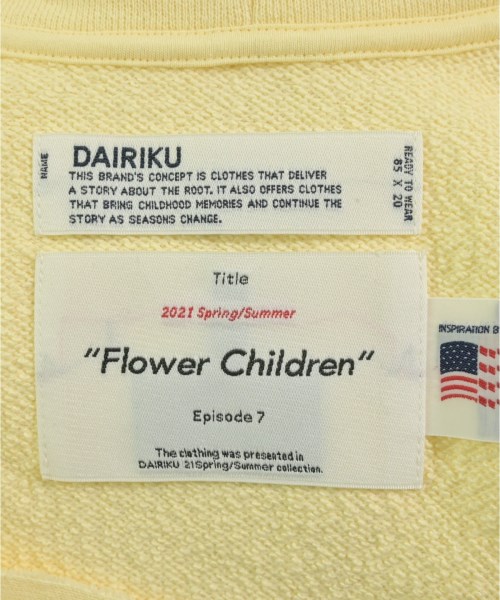 NAME
DAIRIKU
THIS BRAND'S CONCEPT IS CLOTHES THAT DELIVER
A STORY ABOUT THE ROOT. IT ALSO OFFERS CLOTHES
THAT BRING CHILDHOOD MEMORIES AND CONTINUE THE
STORY AS SEASONS CHANGE.
READY TO WEAR
85 X 20
Title
2021 Spring/Summer
"Flower Children"
Episode 7
The clothing was presented in
DAIRIKU 21Spring/Summer collection.
INSPIRATION B